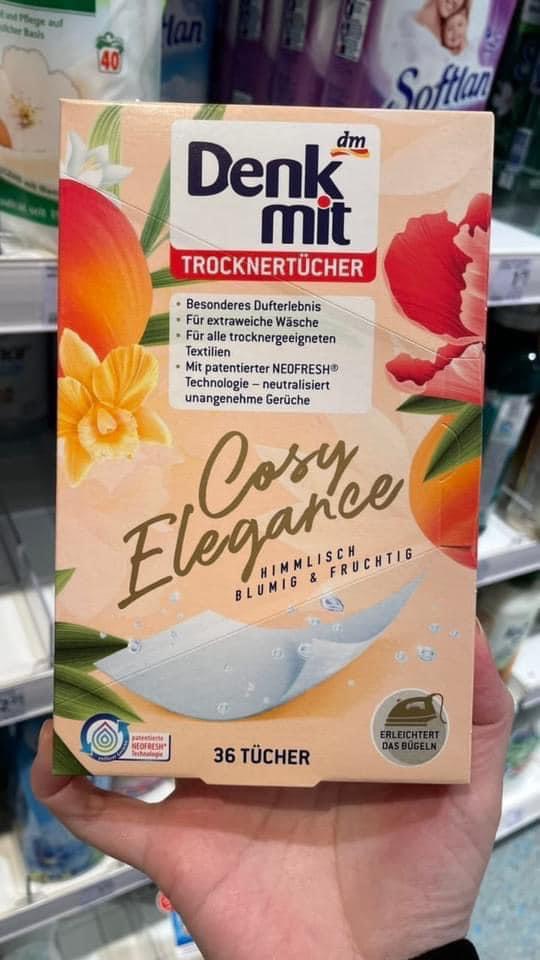 40
Softlan
dm
Denk
mit
TROCKNERTÜCHER
• Besonderes Dufterlebnis
• Für extraweiche Wäsche
• Für alle trocknergeeigneten
Textilien
• Mit patentierter NEOFRESH®
Technologie – neutralisiert
unangenehme Gerüche
Cosy
Elegance
HIMMLISCH
BLUMIG & FRUCHTIG
patentierte
NEOFRESH®
Technologie
36 TÜCHER
ERLEICHTERT
DAS BÜGELN